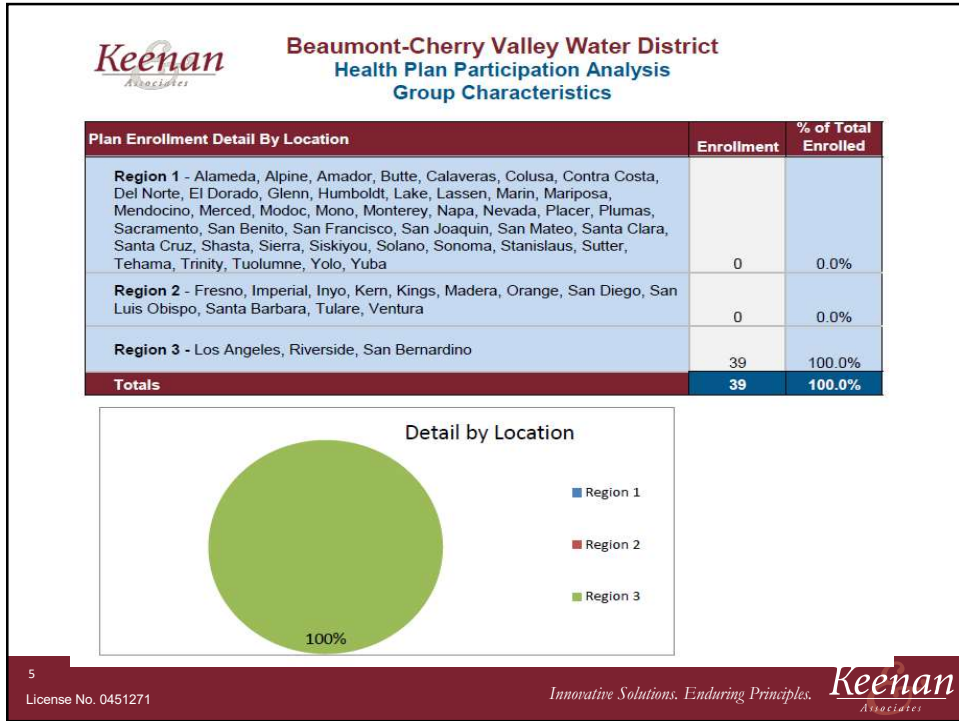 Keenan
&
Associates
Beaumont-Cherry Valley Water District
Health Plan Participation Analysis
Group Characteristics
Plan Enrollment Detail By Location
Enrollment
% of Total
Enrolled
Region 1 - Alameda, Alpine, Amador, Butte, Calaveras, Colusa, Contra Costa,
Del Norte, El Dorado, Glenn, Humboldt, Lake, Lassen, Marin, Mariposa,
Mendocino, Merced, Modoc, Mono, Monterey, Napa, Nevada, Placer, Plumas,
Sacramento, San Benito, San Francisco, San Joaquin, San Mateo, Santa Clara,
Santa Cruz, Shasta, Sierra, Siskiyou, Solano, Sonoma, Stanislaus, Sutter,
Tehama, Trinity, Tuolumne, Yolo, Yuba
0 0.0%
Region 2 - Fresno, Imperial, Inyo, Kern, Kings, Madera, Orange, San Diego, San
Luis Obispo, Santa Barbara, Tulare, Ventura
0 0.0%
Region 3 - Los Angeles, Riverside, San Bernardino
39 100.0%
Totals 39 100.0%
Detail by Location
Region 1
Region 2
Region 3
100%
5
License No. 0451271
Innovative Solutions. Enduring Principles.
Keenan
&
Associates